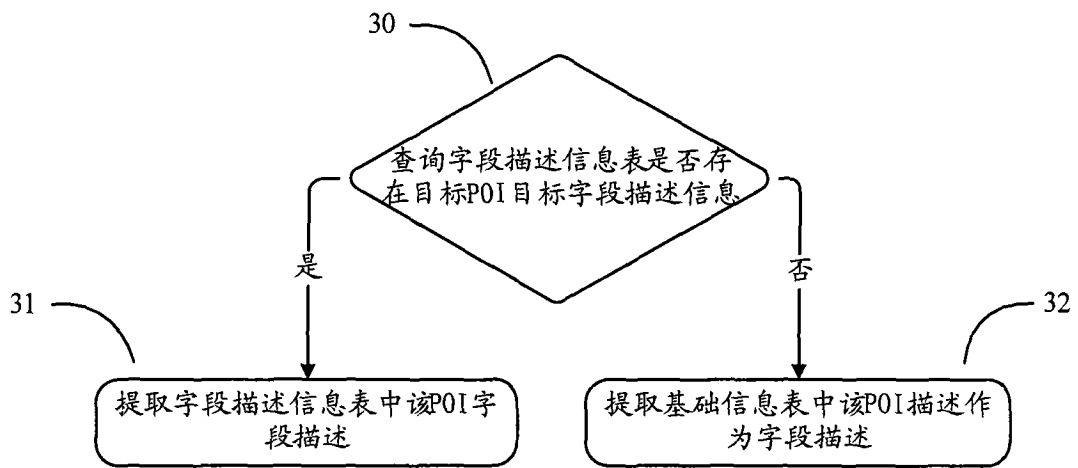 30
查询字段描述信息表是否存
在目标POI目标字段描述信息
是
否
31
32
提取字段描述信息表中该POI字
段描述
提取基础信息表中该POI描述作
为字段描述